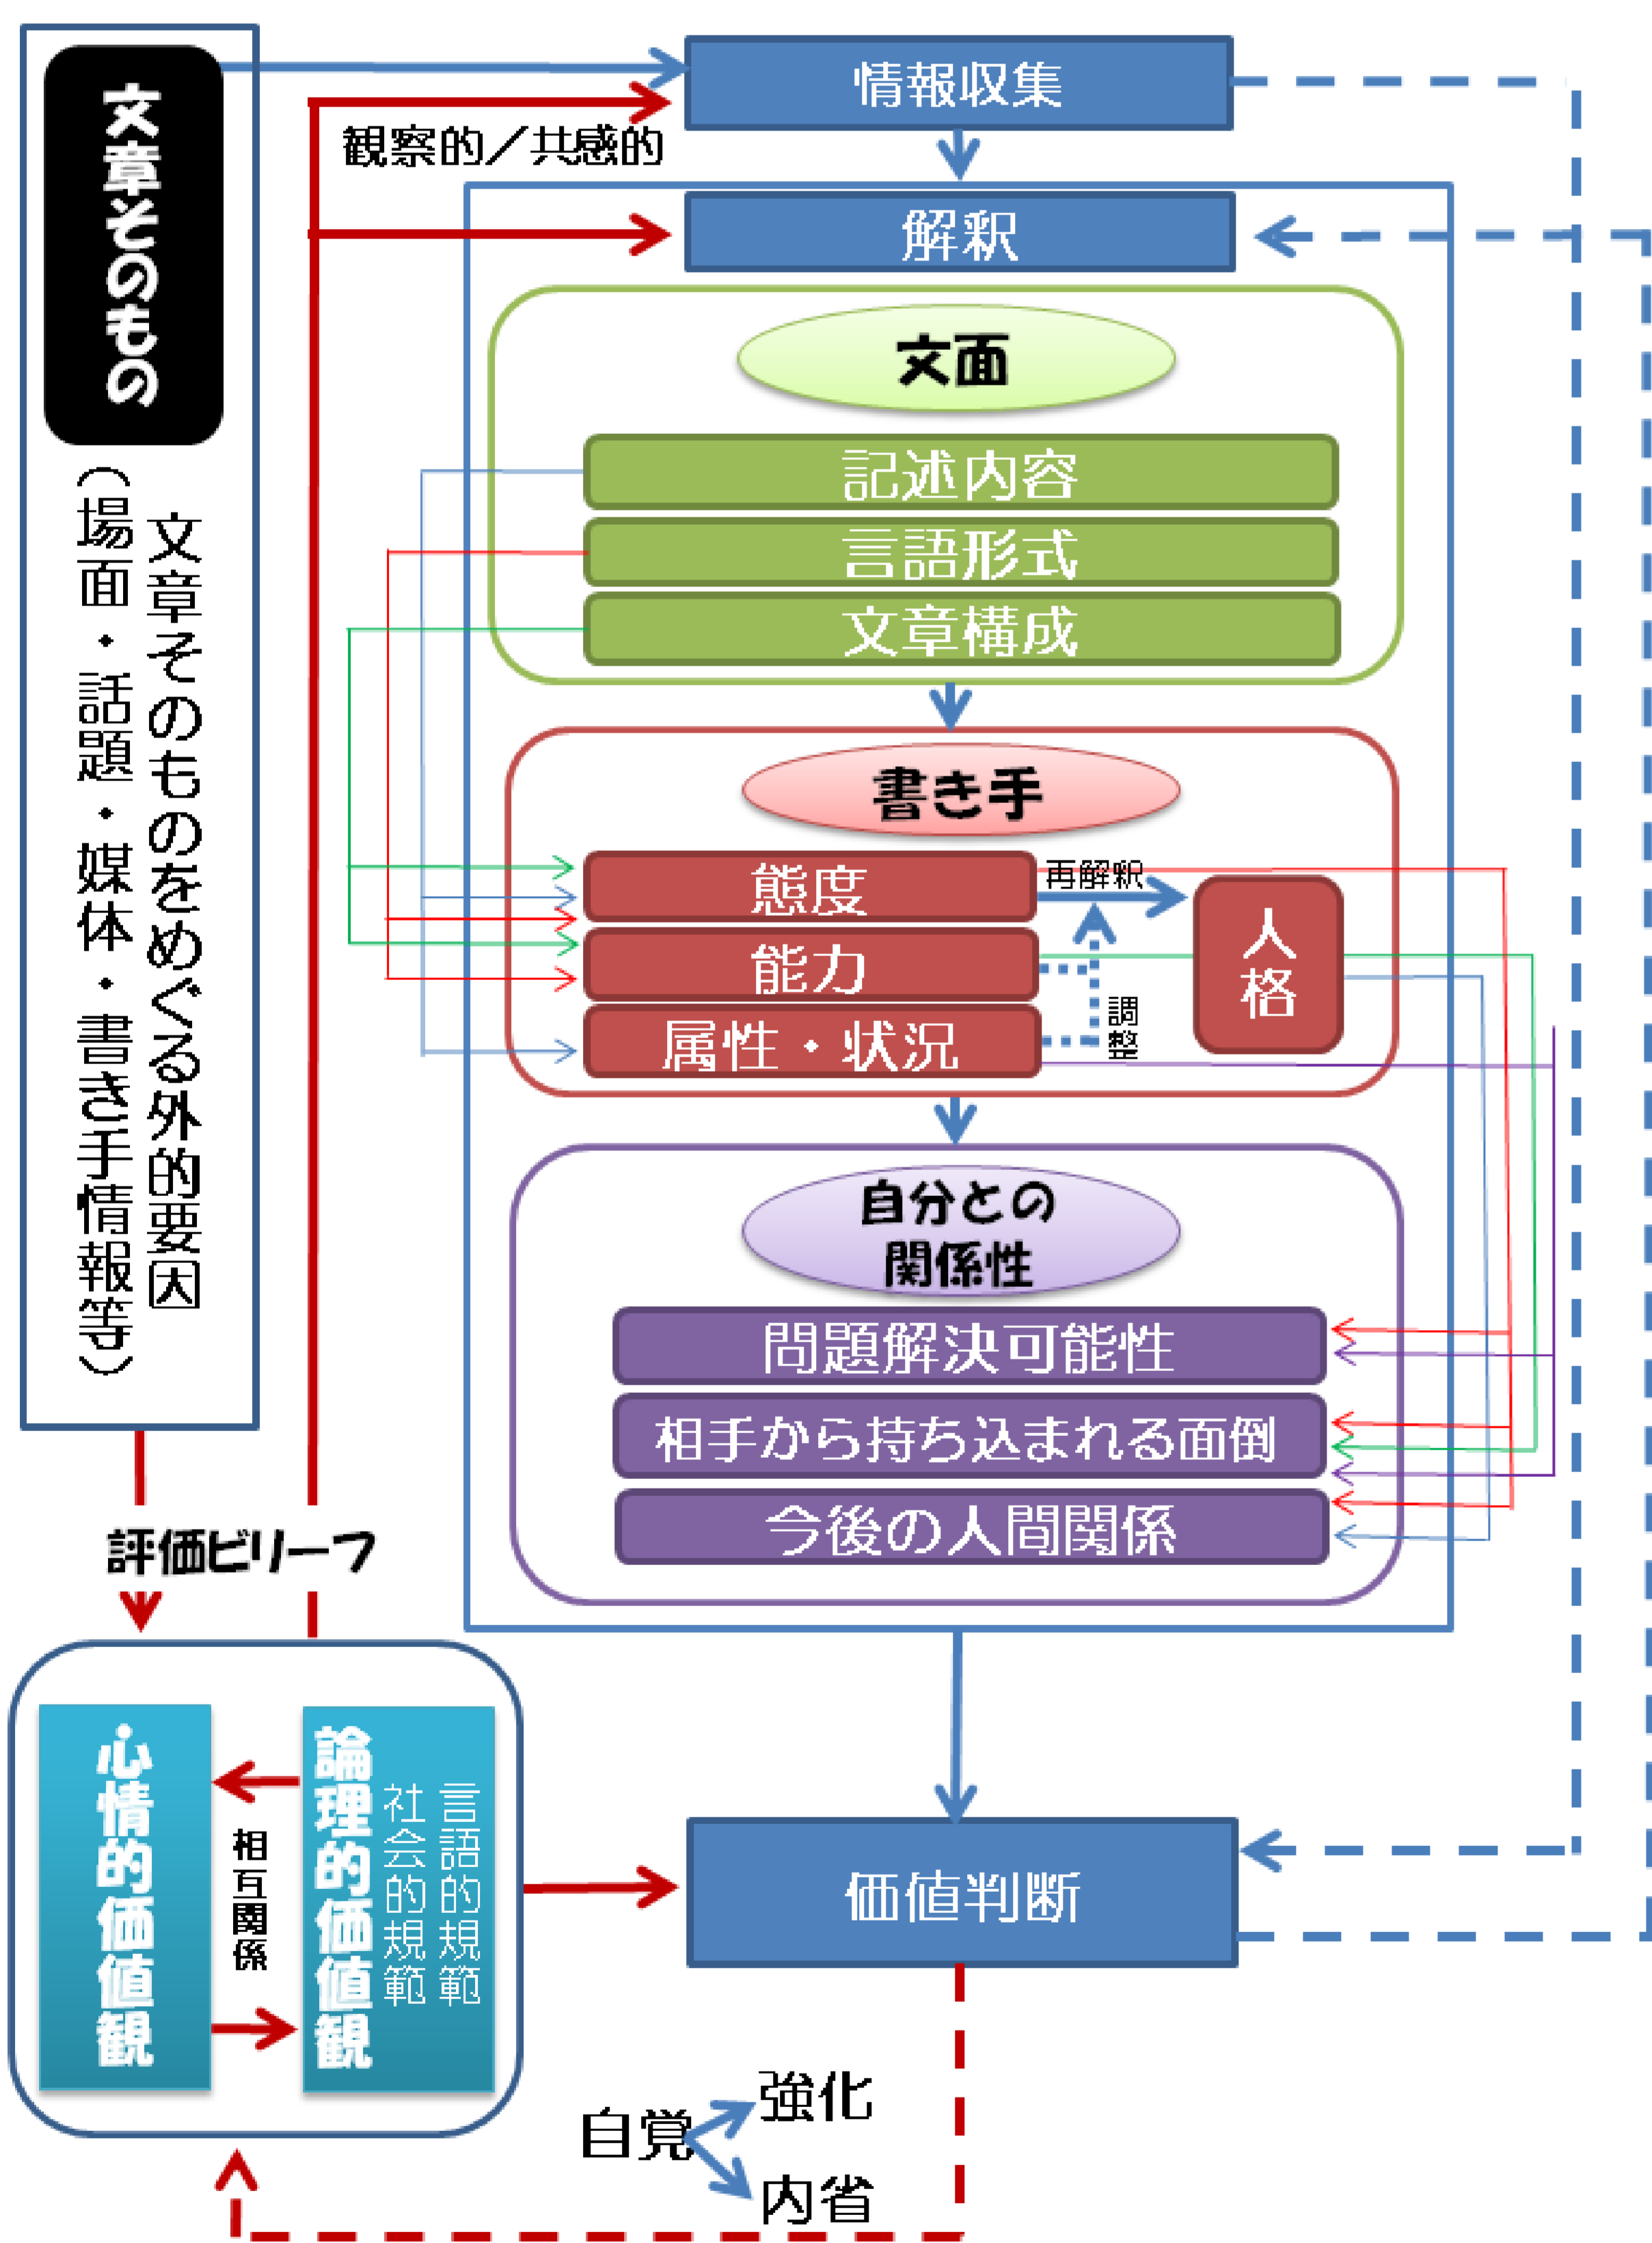 文章そのもの
文章そのものをめぐる外的要因
(場面・話題・媒体・書き手情報等)
情報収集
観察的／共感的
解釈
文面
記述内容
言語形式
文章構成
書き手
態度
能力
属性・状況
再解釈
調整
人格
自分との
関係性
問題解決可能性
相手から持ち込まれる面倒
今後の人間関係
評価ビリーフ
心情的価値観
相互関係
論理的価値観
言語的規範
社会的規範
価値判断
自覚
強化
内省